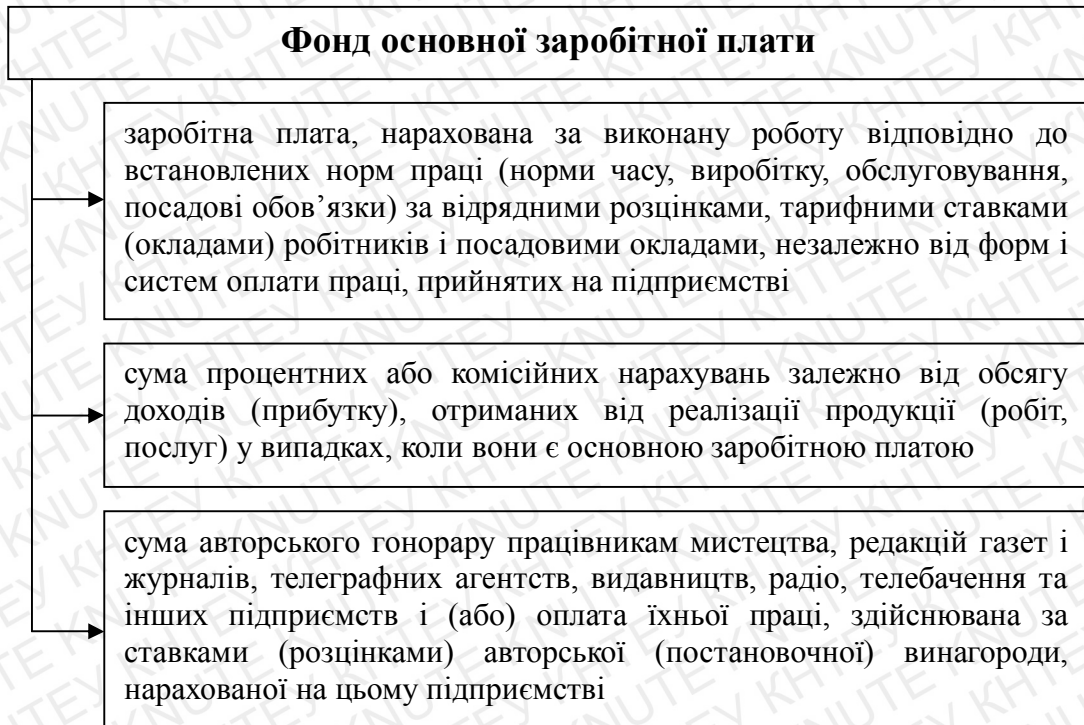 Фонд основної заробітної плати
заробітна плата, нарахована за виконану роботу відповідно до
встановлених норм праці (норми часу, виробітку, обслуговування,
посадові обов’язки) за відрядними розцінками, тарифними ставками
(окладами) робітників і посадовими окладами, незалежно від форм і
систем оплати праці, прийнятих на підприємстві
сума процентних або комісійних нарахувань залежно від обсягу
доходів (прибутку), отриманих від реалізації продукції (робіт,
послуг) у випадках, коли вони є основною заробітною платою
сума авторського гонорару працівникам мистецтва, редакцій газет і
журналів, телеграфних агентств, видавництв, радіо, телебачення та
інших підприємств і (або) оплата їхньої праці, здійснювана за
ставками (розцінками) авторської (постановочної) винагороди,
нарахованої на цьому підприємстві